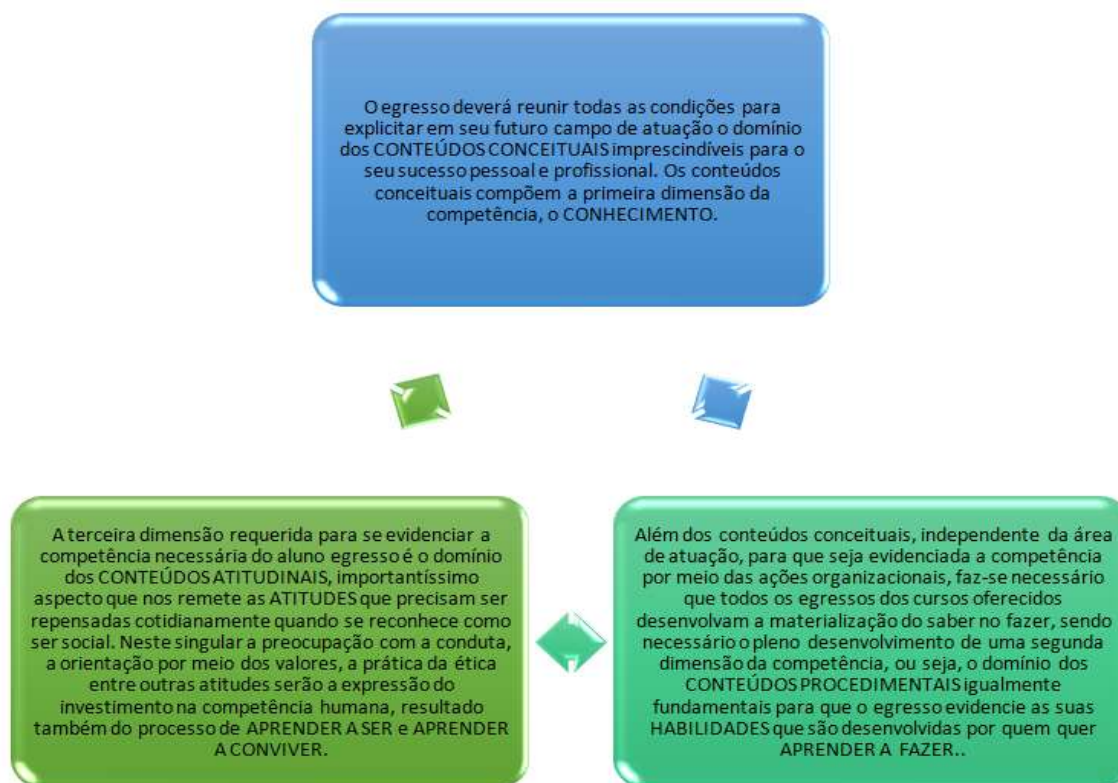 O egresso deverá reunir todas as condições para
explicitar em seu futuro campo de atuação o domínio
dos CONTEÚDOS CONCEITUAIS imprescindíveis para o
seu sucesso pessoal e profissional. Os conteúdos
conceituais compõem a primeira dimensão da
competência, o CONHECIMENTO.
A terceira dimensão requerida para se evidenciar a
competência necessária do aluno egresso é o domínio
dos CONTEÚDOS ATITUDINAIS, importantíssimo
aspecto que nos remete as ATITUDES que precisam ser
repensadas cotidianamente quando se reconhece como
ser social. Neste singular a preocupação com a conduta,
a orientação por meio dos valores, a prática da ética
entre outras atitudes serão a expressão do
investimento na competência humana, resultado
também do processo de APRENDER A SER e APRENDER
A CONVIVER.
Além dos conteúdos conceituais, independente da área
de atuação, para que seja evidenciada a competência
por meio das ações organizacionais, faz-se necessário
que todos os egressos dos cursos oferecidos
desenvolvam a materialização do saber no fazer, sendo
necessário o pleno desenvolvimento de uma segunda
dimensão da competência, ou seja, o domínio dos
CONTEÚDOS PROCEDIMENTAIS igualmente
fundamentais para que o egresso evidencie as suas
HABILIDADES que são desenvolvidas por quem quer
APRENDER A FAZER..